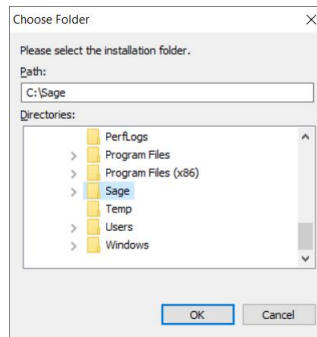 Choose Folder
Please select the installation folder.
Path:
C:\Sage
Directories:
PerfLogs
Program Files
Program Files (x86)
Sage
Temp
Users
Windows
OK Cancel